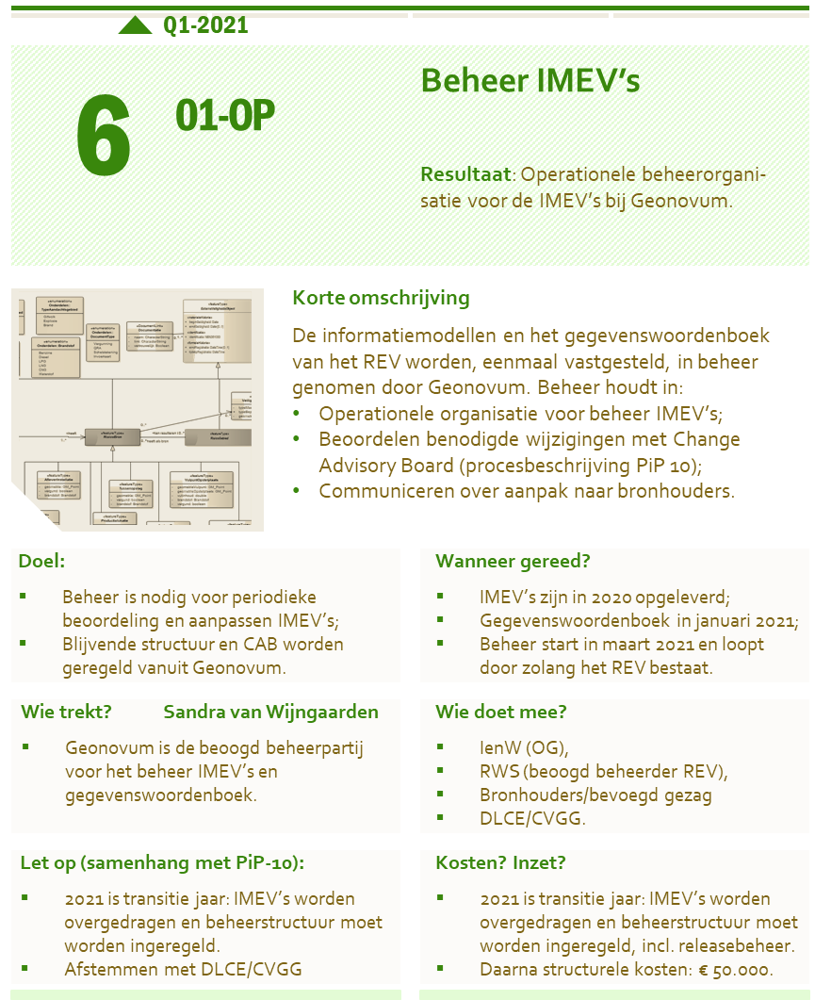 Q1-2021
6
01-OP
Beheer IMEV's
Resultaat: Operationele beheerorgani-
satie voor de IMEV's bij Geonovum.
Korte omschrijving
De informatiemodellen en het gegevenswoordenboek
van het REV worden, eenmaal vastgesteld, in beheer
genomen door Geonovum. Beheer houdt in:
• Operationele organisatie voor beheer IMEV's;
• Beoordelen benodigde wijzigingen met Change
Advisory Board (procesbeschrijving PiP 10);
• Communiceren over aanpak naar bronhouders.
Doel:
▪ Beheer is nodig voor periodieke
beoordeling en aanpassen IMEV's;
▪ Blijvende structuur en CAB worden
geregeld vanuit Geonovum.
Wanneer gereed?
▪ IMEV's zijn in 2020 opgeleverd;
▪ Gegevenswoordenboek in januari 2021;
▪ Beheer start in maart 2021 en loopt
door zolang het REV bestaat.
Wie trekt? Sandra van Wijngaarden
▪ Geonovum is de beoogd beheerpartij
voor het beheer IMEV's en
gegevenswoordenboek.
Wie doet mee?
▪ IenW (OG),
▪ RWS (beoogd beheerder REV),
▪ Bronhouders/bevoegd gezag
▪ DLCE/CVGG.
Let op (samenhang met PiP-10):
▪ 2021 is transitie jaar: IMEV's worden
overgedragen en beheerstructuur moet
worden ingeregeld.
▪ Afstemmen met DLCE/CVGG
Kosten? Inzet?
▪ 2021 is transitie jaar: IMEV's worden
overgedragen en beheerstructuur moet
worden ingeregeld, incl. releasebeheer.
▪ Daarna structurele kosten: € 50.000.